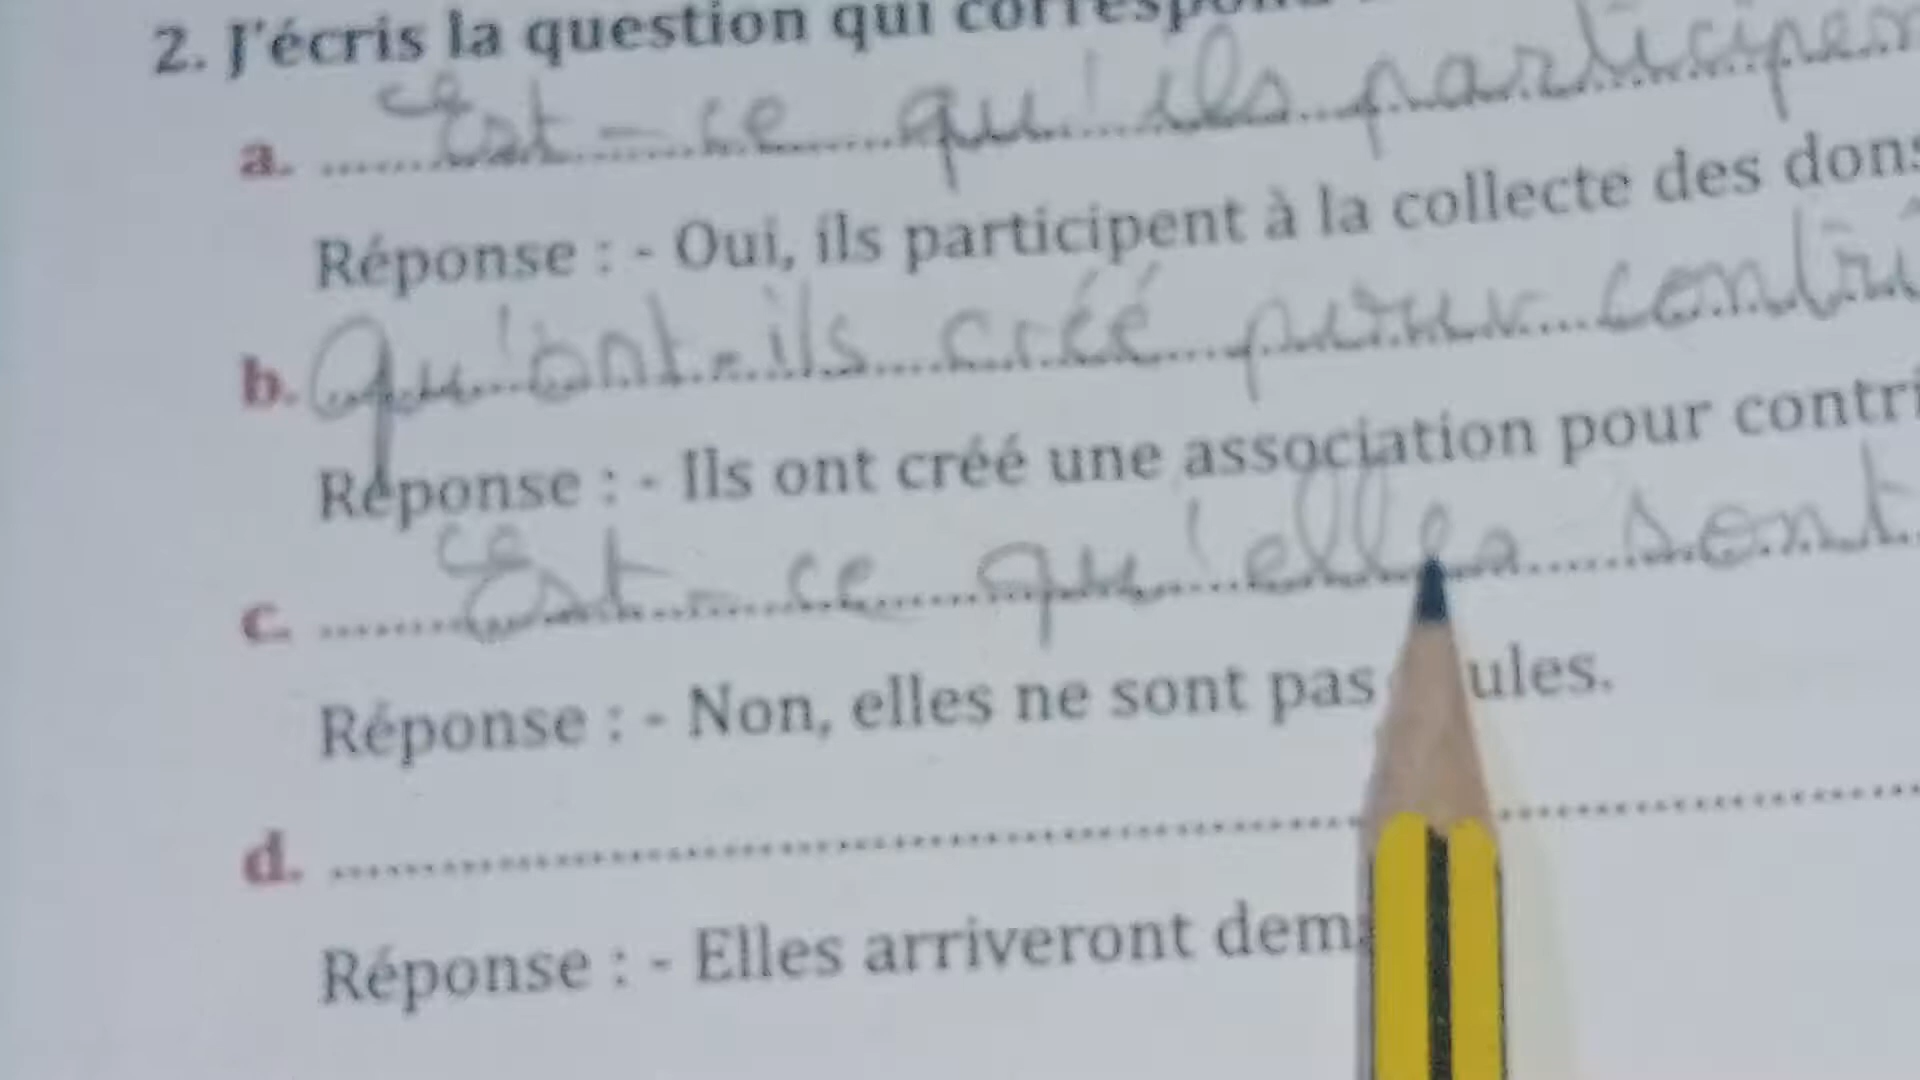 2. J'écris la question qui correspond
a. Est-ce qu'ils participent
Réponse : - Oui, ils participent à la collecte des dons
b. Qu'ont-ils créé pour
Réponse : - Ils ont créé une association pour contri
c. Est-ce qu'elles sont
Réponse : - Non, elles ne sont pas ules.
d.
Réponse : - Elles arriveront dem